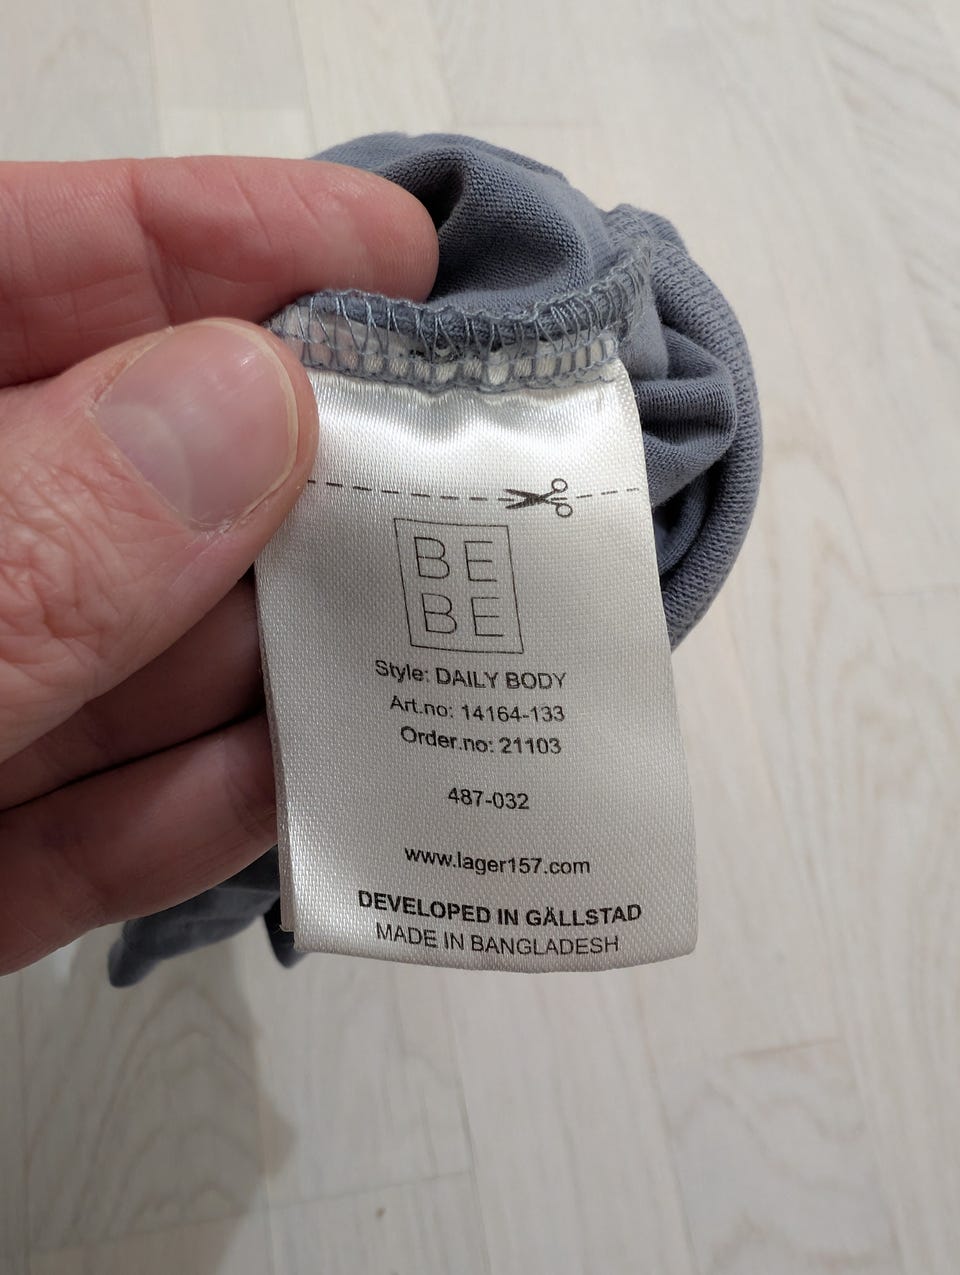 BE
BE
Style: DAILY BODY
Art.no: 14164-133
Order.no: 21103
487-032
www.lager157.com
DEVELOPED IN GÄLLSTAD
MADE IN BANGLADESH